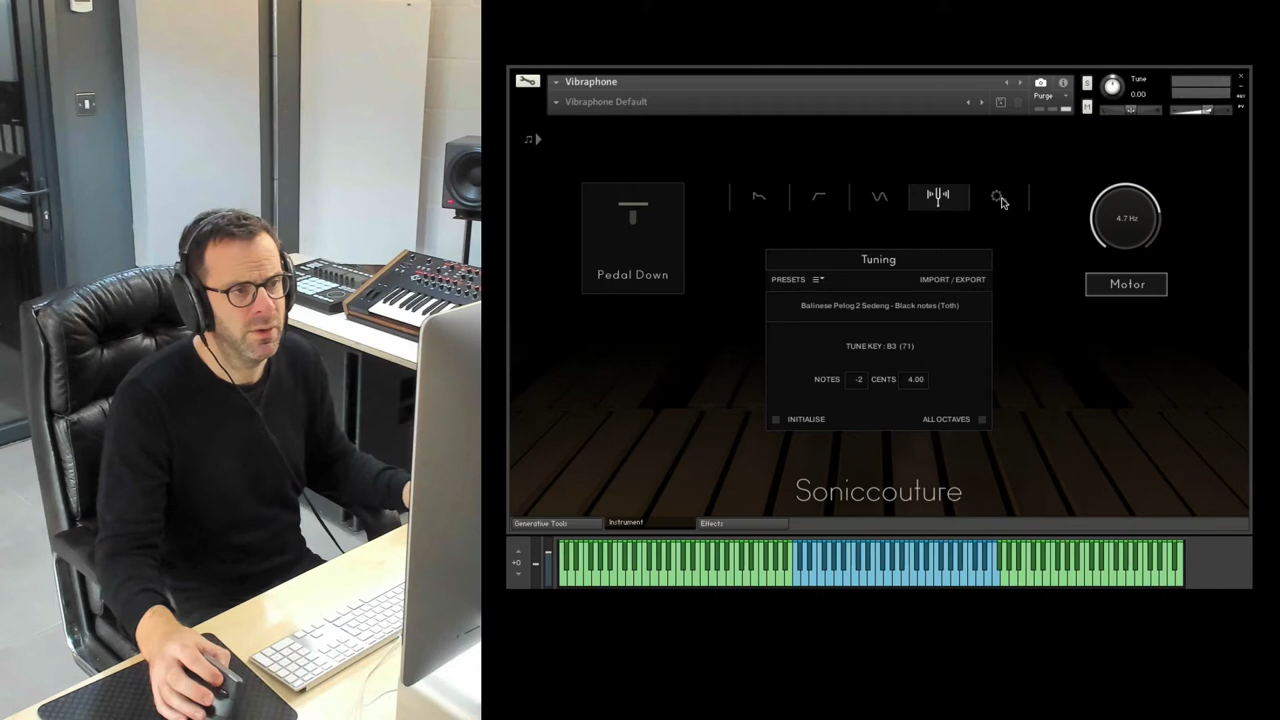 Vibraphone
Vibraphone Default
Purge
S
M
Tune
0.00
Pedal Down
4.7 Hz
Motor
Tuning
PRESETS
IMPORT / EXPORT
Balinese Pelog 2 Sedeng - Black notes (Toth)
TUNE KEY : B3 (71)
NOTES -2 CENTS 4.00
INITIALISE
ALL OCTAVES
Soniccouture
Generative Tools
Instrument
Effects
+0